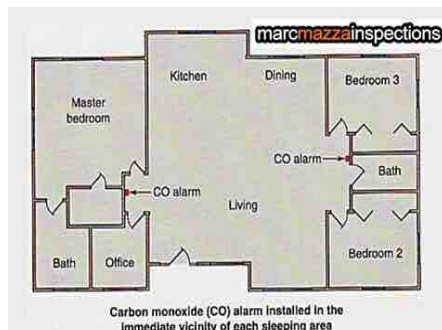 marcmazzainspections
Kitchen
Dining
Bedroom 3
Master
bedroom
CO alarm
Bath
CO alarm
Living
Bath
Office
Bedroom 2
Carbon monoxide (CO) alarm installed in the
immediate vicinity of each sleeping area